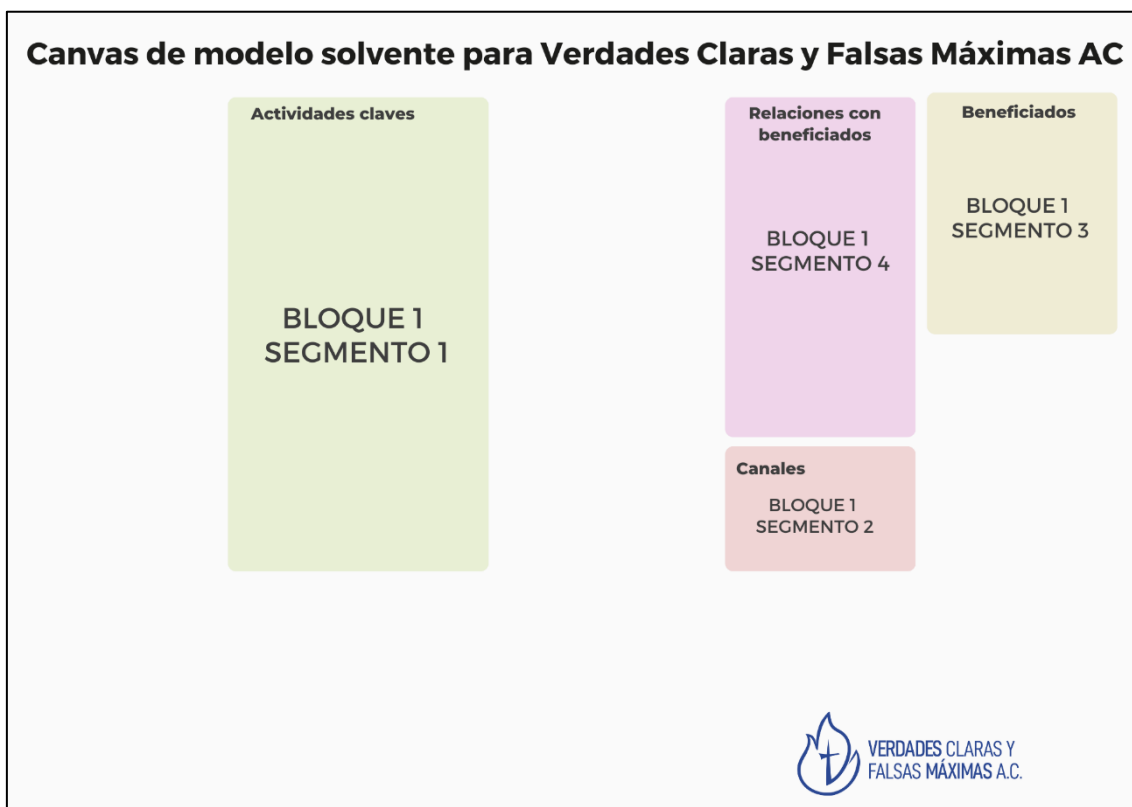 Canvas de modelo solvente para Verdades Claras y Falsas Máximas AC
Actividades claves
BLOQUE 1
SEGMENTO 1
Relaciones con
beneficiados
BLOQUE 1
SEGMENTO 4
Beneficiados
BLOQUE 1
SEGMENTO 3
Canales
BLOQUE 1
SEGMENTO 2
VERDADES CLARAS Y
FALSAS MÁXIMAS A.C.